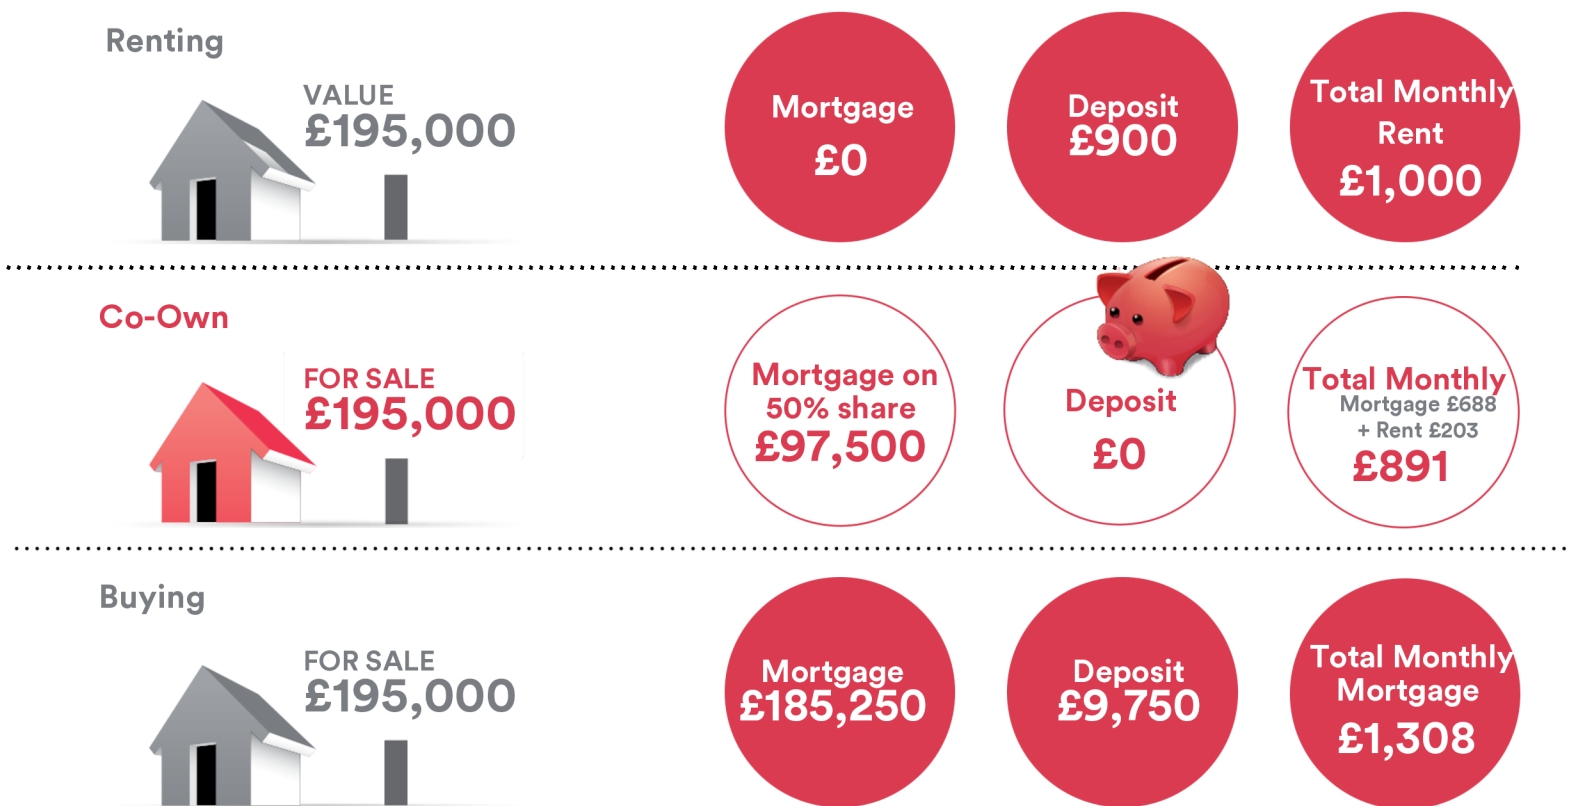 Renting
VALUE
£195,000
Mortgage
£0
Deposit
£900
Total Monthly
Rent
£1,000
Co-Own
FOR SALE
£195,000
Mortgage on
50% share
£97,500
Deposit
£0
Total Monthly
Mortgage £688
+ Rent £203
£891
Buying
FOR SALE
£195,000
Mortgage
£185,250
Deposit
£9,750
Total Monthly
Mortgage
£1,308